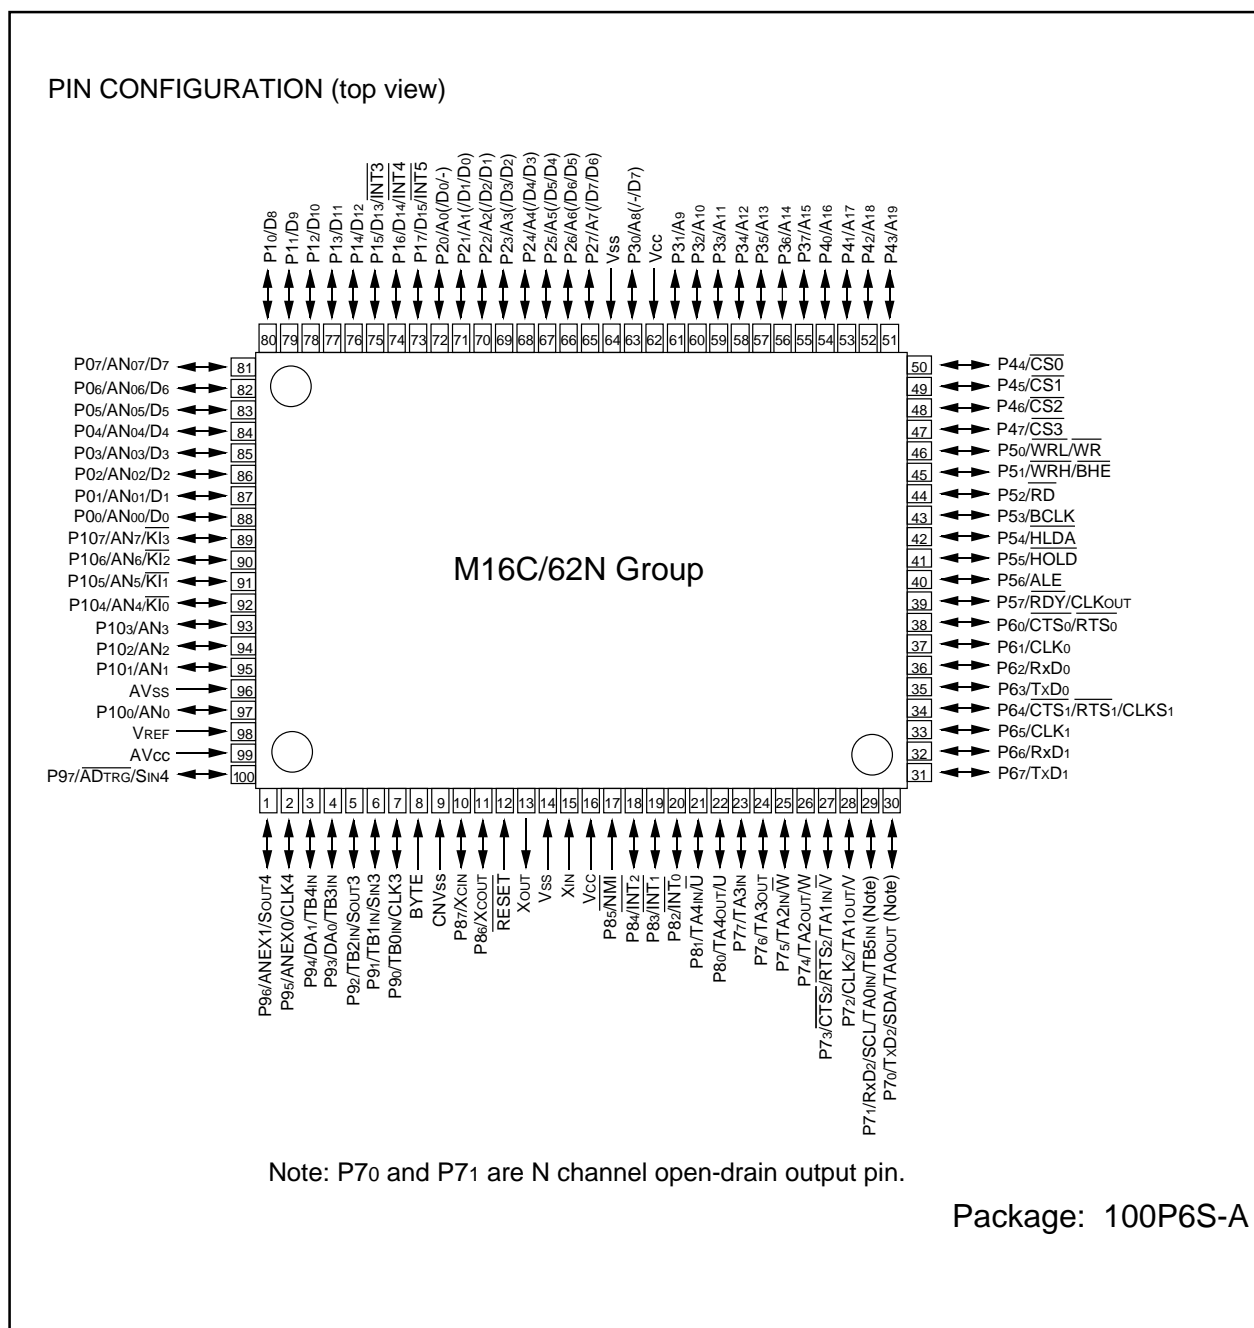 PIN CONFIGURATION (top view)
P10/D8
P11/D9
P12/D10
P13/D11
P14/D12
P15/D13/INT3
P16/D14/INT4
P17/D15/INT5
P20/A0(/D0/-)
P21/A1(/D1/D0)
P22/A2(/D2/D1)
P23/A3(/D3/D2)
P24/A4(/D4/D3)
P25/A5(/D5/D4)
P26/A6(/D6/D5)
P27/A7(/D7/D6)
Vss
P30/A8(/-/D7)
Vcc
P31/A9
P32/A10
P33/A11
P34/A12
P35/A13
P36/A14
P37/A15
P40/A16
P41/A17
P42/A18
P43/A19
80 79 78 77 76 75 74 73 72 71 70 69 68 67 66 65 64 63 62 61 60 59 58 57 56 55 54 53 52 51
P07/AN07/D7 81
P06/AN06/D6 82
P05/AN05/D5 83
P04/AN04/D4 84
P03/AN03/D3 85
P02/AN02/D2 86
P01/AN01/D1 87
P00/AN00/D0 88
P107/AN7/KI3 89
P106/AN6/KI2 90
P105/AN5/KI1 91
P104/AN4/KI0 92
P103/AN3 93
P102/AN2 94
P101/AN1 95
AVSS 96
P100/AN0 97
VREF 98
AVCC 99
P97/ADTRG/SIN4 100
M16C/62N Group
50 P44/CS0
49 P45/CS1
48 P46/CS2
47 P47/CS3
46 P50/WRL/WR
45 P51/WRH/BHE
44 P52/RD
43 P53/BCLK
42 P54/HLDA
41 P55/HOLD
40 P56/ALE
39 P57/RDY/CLKOUT
38 P60/CTS0/RTS0
37 P61/CLK0
36 P62/RxD0
35 P63/TxD0
34 P64/CTS1/RTS1/CLKS1
33 P65/CLK1
32 P66/RxD1
31 P67/TxD1
1 2 3 4 5 6 7 8 9 10 11 12 13 14 15 16 17 18 19 20 21 22 23 24 25 26 27 28 29 30
P96/ANEX1/SOUT4
P95/ANEX0/CLK4
P94/DA1/TB4IN
P93/DA0/TB3IN
P92/TB2IN/SOUT3
P91/TB1IN/SIN3
P90/TB0IN/CLK3
BYTE
CNVss
P87/XCIN
P86/XCOUT
RESET
XOUT
VSS
XIN
VCC
P85/NMI
P84/INT2
P83/INT1
P82/INT0
P81/TA4IN/U
P80/TA4OUT/U
P77/TA3IN
P76/TA3OUT
P75/TA2IN/W
P74/TA2OUT/W
P73/CTS2/RTS2/TA1IN/V
P72/CLK2/TA1OUT/V
P71/RxD2/SCL/TA0IN/TB5IN (Note)
P70/TxD2/SDA/TA0OUT (Note)
Note: P70 and P71 are N channel open-drain output pin.
Package: 100P6S-A